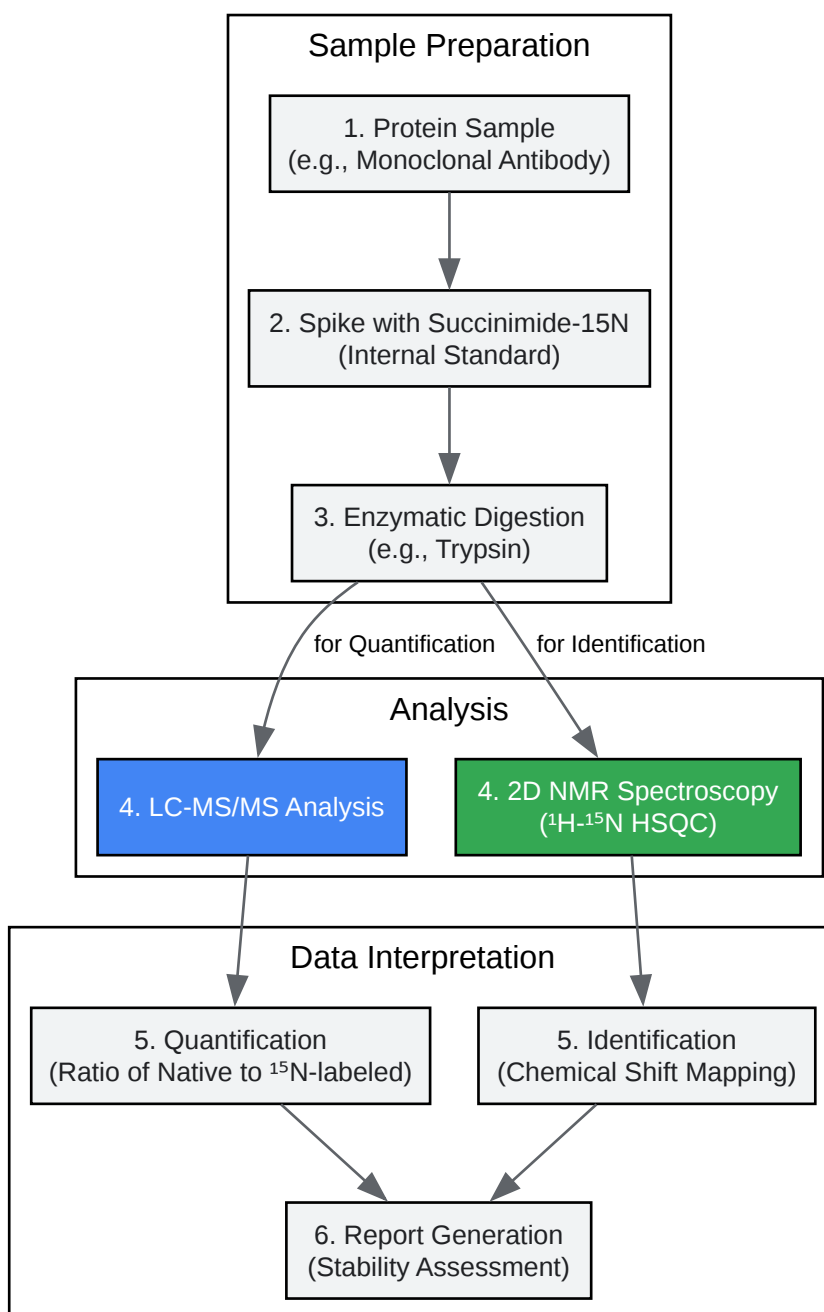 Sample Preparation
1. Protein Sample
(e.g., Monoclonal Antibody)
2. Spike with Succinimide-15N
(Internal Standard)
3. Enzymatic Digestion
(e.g., Trypsin)
for Quantification
for Identification
Analysis
4. LC-MS/MS Analysis
4. 2D NMR Spectroscopy
(¹H-¹⁵N HSQC)
Data Interpretation
5. Quantification
(Ratio of Native to ¹⁵N-labeled)
5. Identification
(Chemical Shift Mapping)
6. Report Generation
(Stability Assessment)